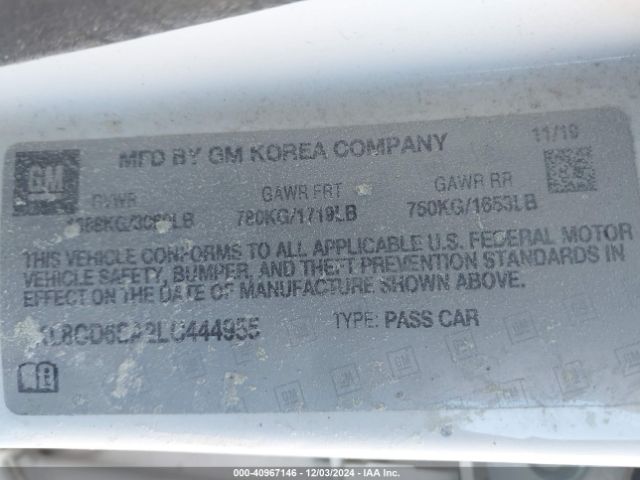 GM
MFD BY GM KOREA COMPANY
11/19
GVWR
GAWR FRT
GAWR RR
780KG/1719LB
750KG/1653LB
THIS VEHICLE CONFORMS TO ALL APPLICABLE U.S. FEDERAL MOTOR
VEHICLE SAFETY, BUMPER, AND THEFT PREVENTION STANDARDS IN
EFFECT ON THE DATE OF MANUFACTURE SHOWN ABOVE.
TYPE: PASS CAR
000-40967146 - 12/03/2024 - IAA Inc.